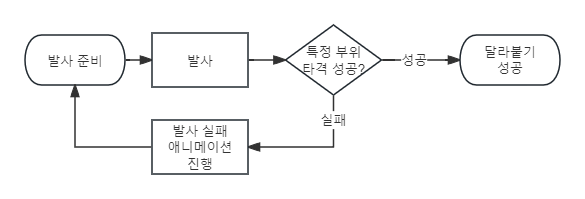 발사 준비
발사
특정 부위
타격 성공?
성공
달라붙기
성공
실패
발사 실패
애니메이션
진행